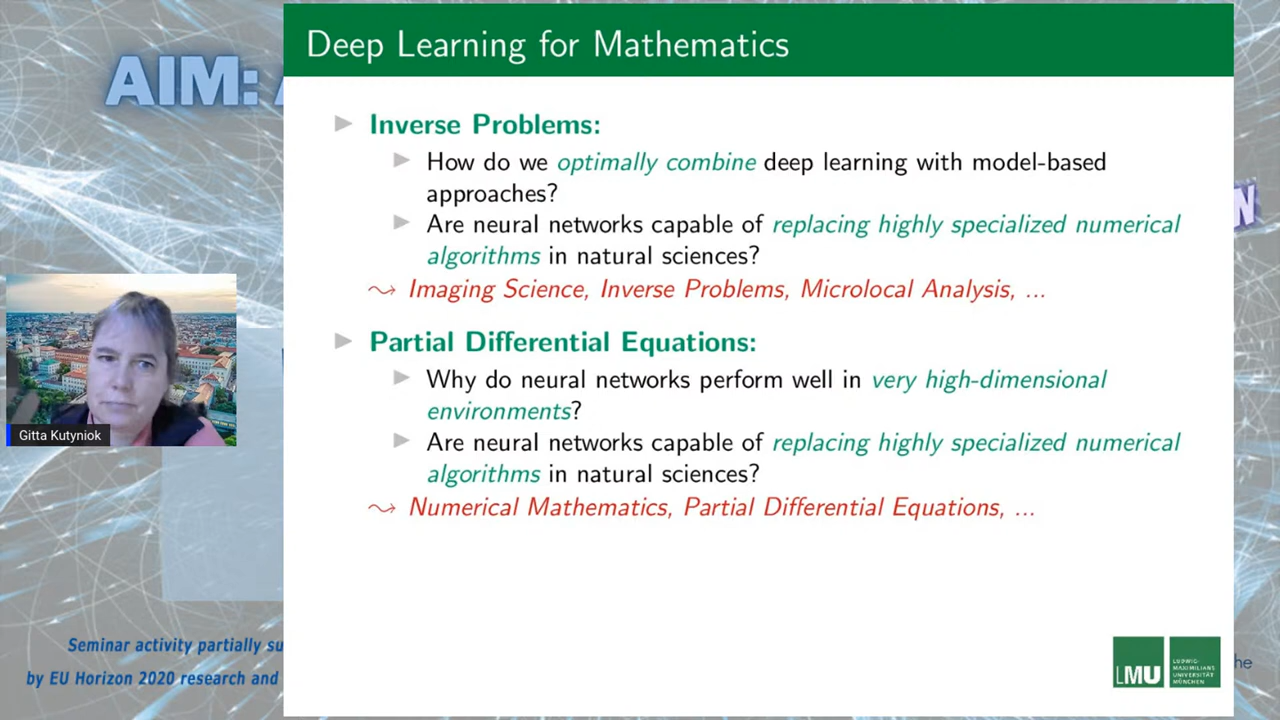 Deep Learning for Mathematics
AIM:
Inverse Problems:
How do we optimally combine deep learning with model-based
approaches?
Are neural networks capable of replacing highly specialized numerical
algorithms in natural sciences?
⇝ Imaging Science, Inverse Problems, Microlocal Analysis, ...
Partial Differential Equations:
Why do neural networks perform well in very high-dimensional
environments?
Are neural networks capable of replacing highly specialized numerical
algorithms in natural sciences?
⇝ Numerical Mathematics, Partial Differential Equations, ...
N
Gitta Kutyniok
Seminar activity partially su
by EU Horizon 2020 research and
LMU
LUDWIG-
MAXIMILIANS
UNIVERSITÄT
MÜNCHEN
he